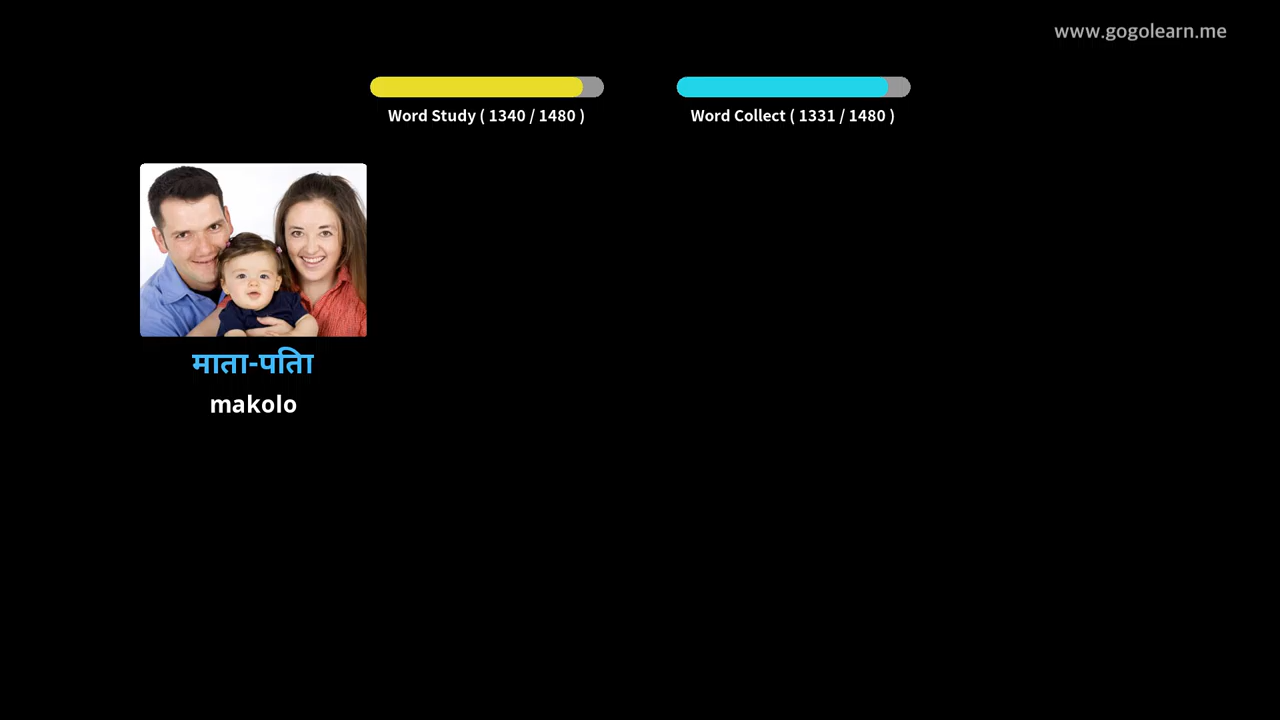 www.gogolearn.me
Word Study ( 1340 / 1480 )
Word Collect ( 1331 / 1480 )
माता-पिता
makolo